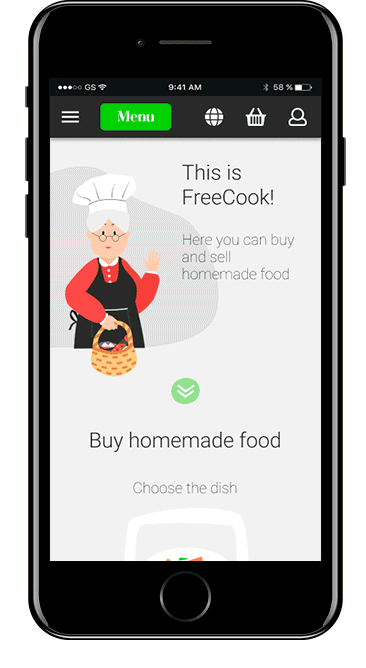 GS 9:41 AM 58 %
Menu
This is
FreeCook!
Here you can buy
and sell
homemade food
Buy homemade food
Choose the dish